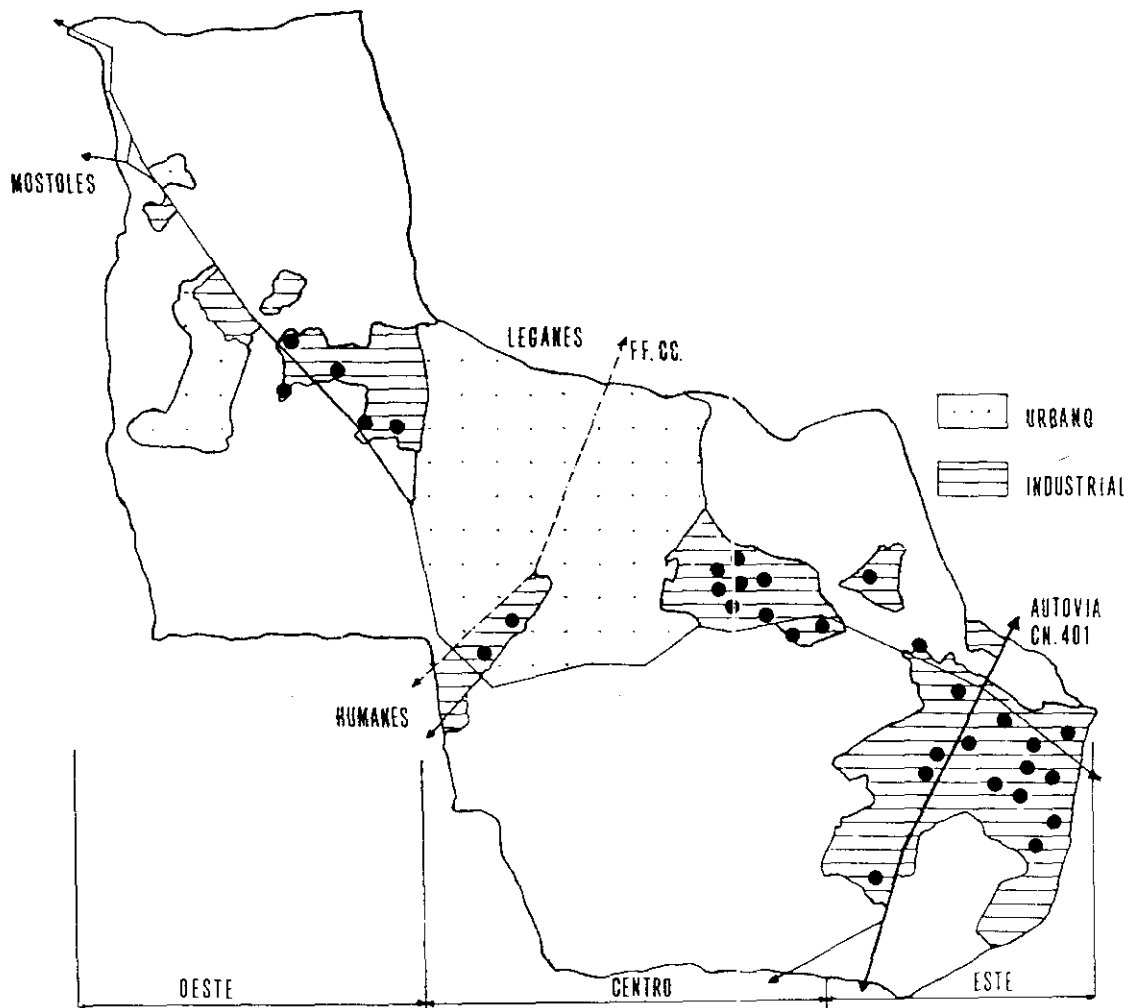 MOSTOLES
LEGANES
FF. CC.
URBANO
INDUSTRIAL
AUTOVIA
CN. 401
HUMANES
OESTE
CENTRO
ESTE